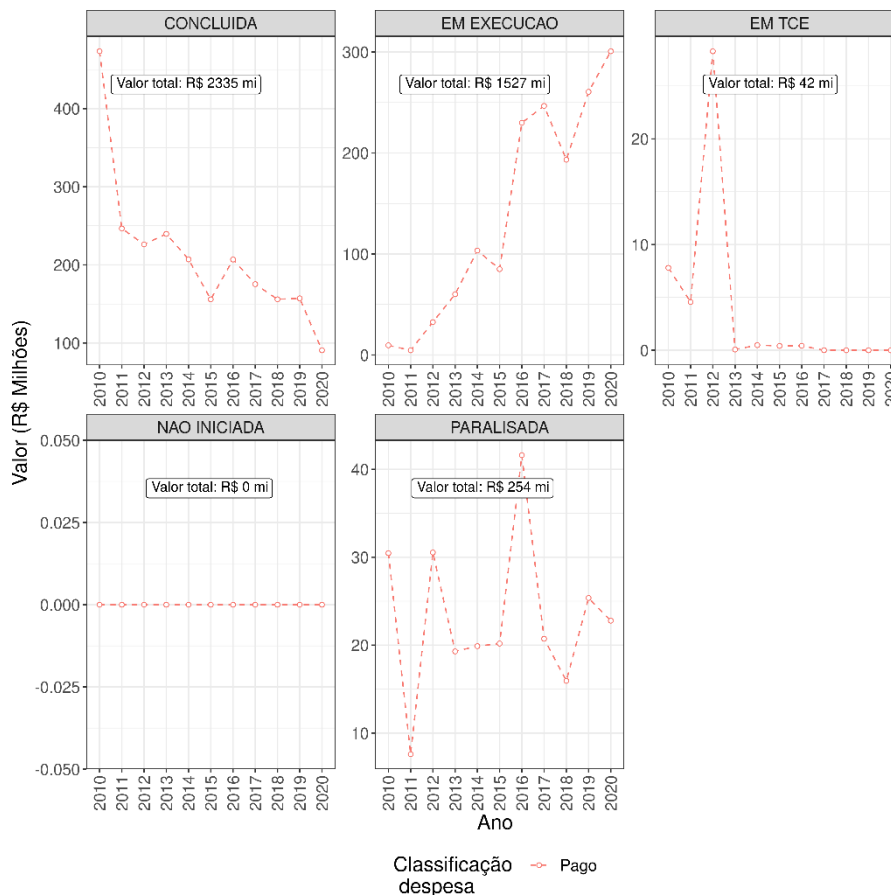 CONCLUIDA
EM EXECUCAO
EM TCE
Valor total: R$ 2335 mi
Valor total: R$ 1527 mi
Valor total: R$ 42 mi
400
300
200
100
300
200
100
0
20
10
0
2010 2011 2012 2013 2014 2015 2016 2017 2018 2019 2020
2010 2011 2012 2013 2014 2015 2016 2017 2018 2019 2020
2010 2011 2012 2013 2014 2015 2016 2017 2018 2019 2020
Valor (R$ Milhões)
NAO INICIADA
PARALISADA
Valor total: R$ 0 mi
Valor total: R$ 254 mi
0.050
0.025
0.000
-0.025
-0.050
40
30
20
10
2010 2011 2012 2013 2014 2015 2016 2017 2018 2019 2020
2010 2011 2012 2013 2014 2015 2016 2017 2018 2019 2020
Ano
Classificação
despesa
Pago